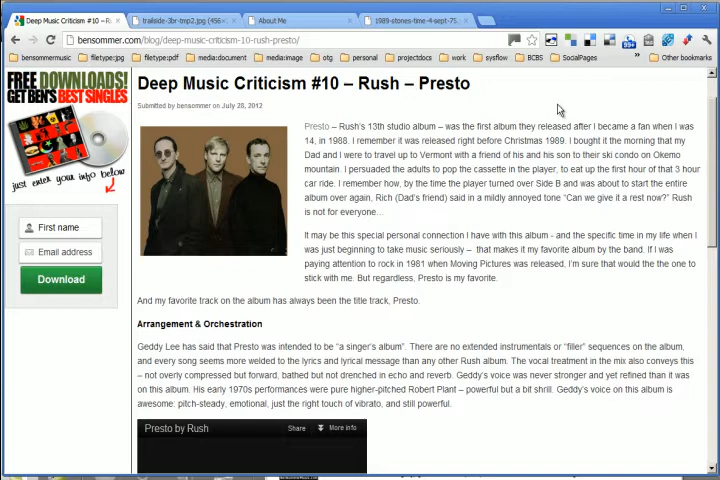 Deep Music Criticism #10 – R
trailside-3br-tmp2.jpg (456×
About Me
1989-stones-time-4-sept-75.
bensommer.com/blog/deep-music-criticism-10-rush-presto/
bensommermusic filetype:jpg filetype:pdf media:document media:image otg personal projectdocs work sysflow BCBS SocialPages » Other bookmarks
99+
FREE DOWNLOADS!
GET BEN'S BEST SINGLES
just enter your info below
First name
Email address
Download
Deep Music Criticism #10 – Rush – Presto
Submitted by bensommer on July 28, 2012
Presto – Rush's 13th studio album – was the first album they released after I became a fan when I was
14, in 1988. I remember it was released right before Christmas 1989. I bought it the morning that my
Dad and I were to travel up to Vermont with a friend of his and his son to their ski condo on Okemo
mountain. I persuaded the adults to pop the cassette in the player, to eat up the first hour of that 3 hour
car ride. I remember how, by the time the player turned over Side B and was about to start the entire
album over again, Rich (Dad's friend) said in a mildly annoyed tone "Can we give it a rest now?" Rush
is not for everyone…
It may be this special personal connection I have with this album - and the specific time in my life when I
was just beginning to take music seriously – that makes it my favorite album by the band. If I was
paying attention to rock in 1981 when Moving Pictures was released, I'm sure that would the the one to
stick with me. But regardless, Presto is my favorite.
And my favorite track on the album has always been the title track, Presto.
Arrangement & Orchestration
Geddy Lee has said that Presto was intended to be "a singer's album". There are no extended instrumentals or "filler" sequences on the album,
and every song seems more welded to the lyrics and lyrical message than any other Rush album. The vocal treatment in the mix also conveys this
– not overly compressed but forward, bathed but not drenched in echo and reverb. Geddy's voice was never stronger and yet refined than it was
on this album. His early 1970s performances were pure higher-pitched Robert Plant – powerful but a bit shrill. Geddy's voice on this album is
awesome: pitch-steady, emotional, just the right touch of vibrato, and still powerful.
Presto by Rush Share More info